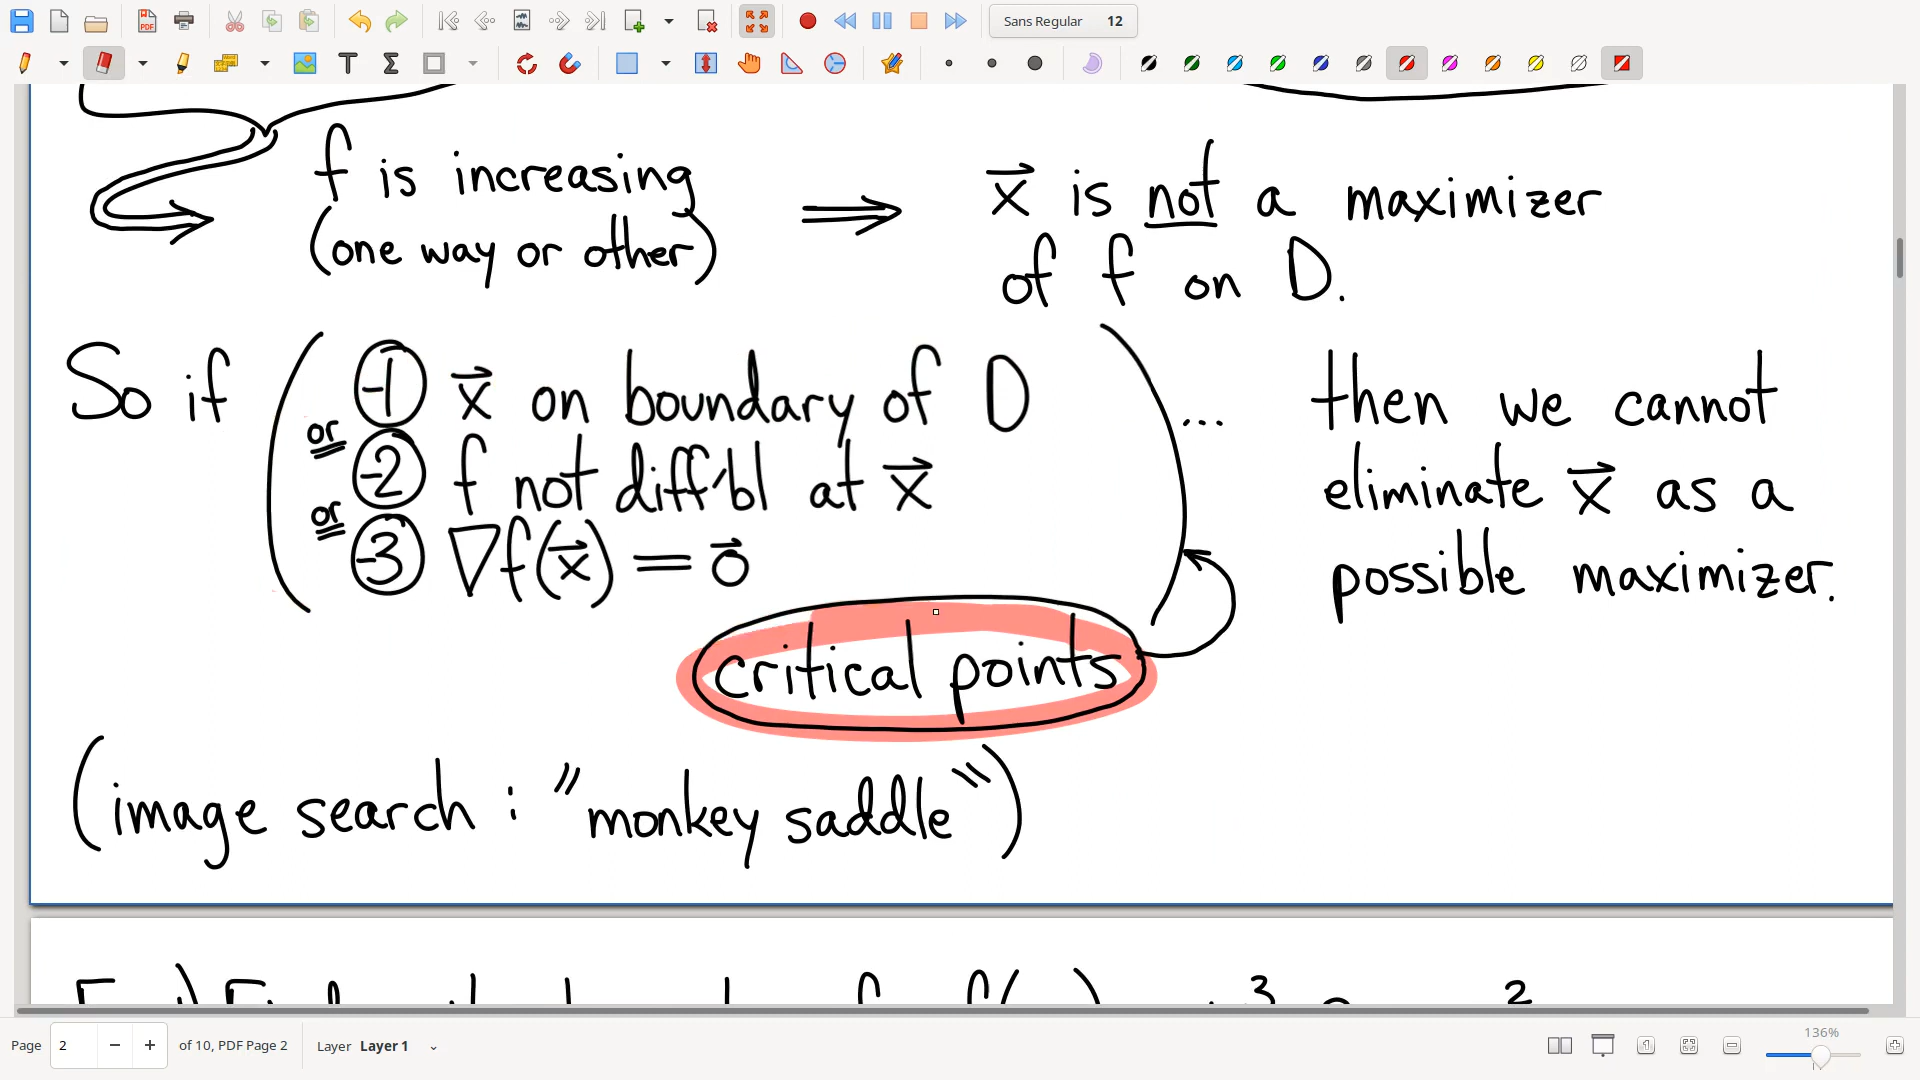 Sans Regular 12
f is increasing
(one way or other)
⟹ x⃗ is not a maximizer
of f on D.
So if ( ⊖1 x⃗ on boundary of D
or
⊖2 f not diff'bl at x⃗
or
⊖3 ∇f(x⃗) = 0⃗ )
... then we cannot
eliminate x⃗ as a
possible maximizer.
critical points
(image search : "monkey saddle")
Page 2 of 10, PDF Page 2 Layer Layer 1
136%